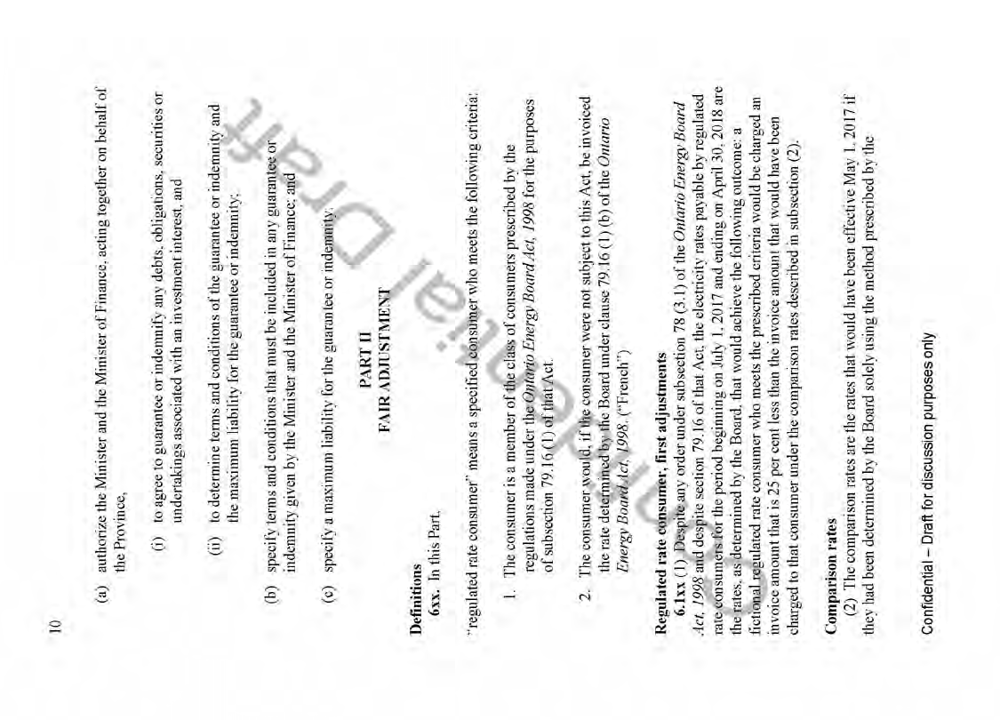 10
(a) authorize the Minister and the Minister of Finance, acting together on behalf of
the Province,
(i) to agree to guarantee or indemnify any debts, obligations, securities or
undertakings associated with an investment interest, and
(ii) to determine terms and conditions of the guarantee or indemnity and
the maximum liability for the guarantee or indemnity;
(b) specify terms and conditions that must be included in any guarantee or
indemnity given by the Minister and the Minister of Finance; and
(c) specify a maximum liability for the guarantee or indemnity;
PART II
FAIR ADJUSTMENT
Definitions
6xx. In this Part,
"regulated rate consumer" means a specified consumer who meets the following criteria:
1. The consumer is a member of the class of consumers prescribed by the
regulations made under the Ontario Energy Board Act, 1998 for the purposes
of subsection 79.16 (1) of that Act.
2. The consumer would, if the consumer were not subject to this Act, be invoiced
the rate determined by the Board under clause 79.16 (1) (b) of the Ontario
Energy Board Act, 1998. ("French")
Regulated rate consumer, first adjustments
6.1xx (1) Despite any order under subsection 78 (3.1) of the Ontario Energy Board
Act, 1998 and despite section 79.16 of that Act, the electricity rates payable by regulated
rate consumers for the period beginning on July 1, 2017 and ending on April 30, 2018 are
the rates, as determined by the Board, that would achieve the following outcome: a
fictional regulated rate consumer who meets the prescribed criteria would be charged an
invoice amount that is 25 per cent less than the invoice amount that would have been
charged to that consumer under the comparison rates described in subsection (2).
Comparison rates
(2) The comparison rates are the rates that would have been effective May 1, 2017 if
they had been determined by the Board solely using the method prescribed by the
Confidential – Draft for discussion purposes only
Confidential Draft